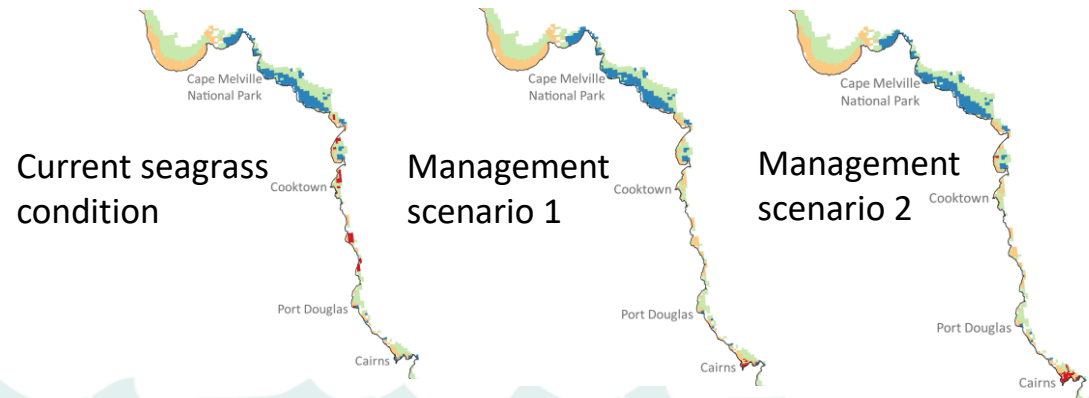 Cape Melville
National Park
Current seagrass
condition
Cooktown
Port Douglas
Cairns
Cape Melville
National Park
Management
scenario 1
Cooktown
Port Douglas
Cairns
Cape Melville
National Park
Management
scenario 2
Cooktown
Port Douglas
Cairns